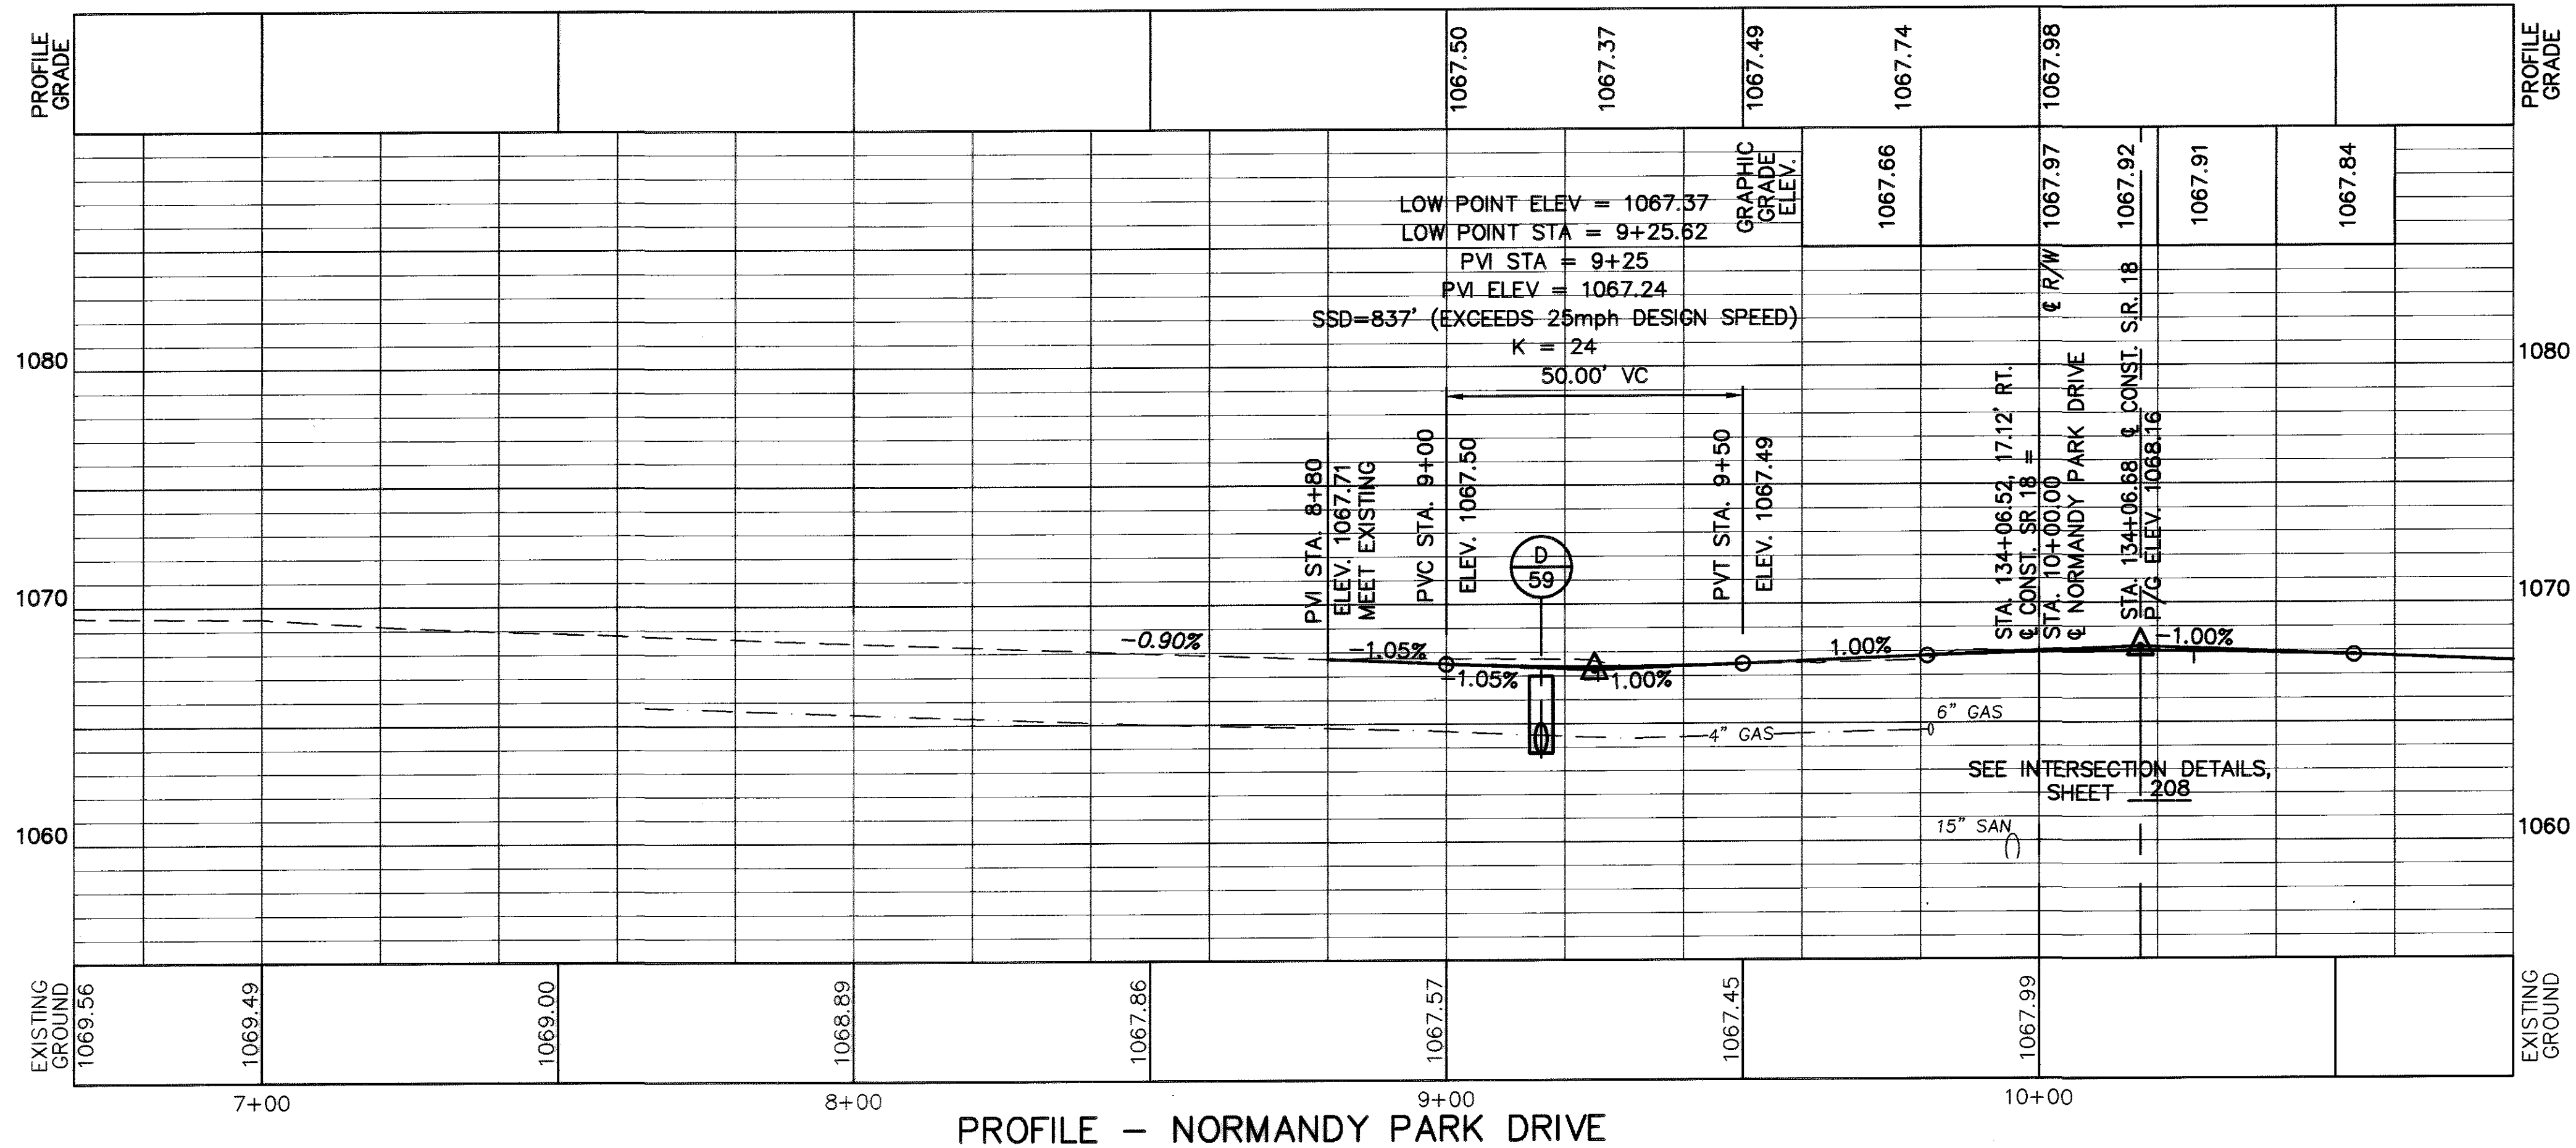 PROFILE
GRADE
1067.50
1067.37
1067.49
1067.74
1067.98
PROFILE
GRADE
GRAPHIC
GRADE
ELEV.
1067.66
1067.97
1067.92
1067.91
1067.84
LOW POINT ELEV = 1067.37
LOW POINT STA = 9+25.62
PVI STA = 9+25
PVI ELEV = 1067.24
SSD=837' (EXCEEDS 25mph DESIGN SPEED)
K = 24
50.00' VC
1080
1070
1060
1080
1070
1060
PVI STA. 8+80
ELEV. 1067.71
MEET EXISTING
PVC STA. 9+00
ELEV. 1067.50
D
59
PVT STA. 9+50
ELEV. 1067.49
STA. 134+06.52, 17.12' RT.
℄ CONST. SR 18 =
STA. 10+00.00
℄ NORMANDY PARK DRIVE
℄ R/W
STA. 134+06.68 ℄ CONST. S.R. 18
P/G ELEV. 1068.16
-0.90%
-1.05%
-1.05%
1.00%
1.00%
-1.00%
4" GAS
6" GAS
SEE INTERSECTION DETAILS,
SHEET 208
15" SAN
EXISTING
GROUND
1069.56
1069.49
1069.00
1068.89
1067.86
1067.57
1067.45
1067.99
EXISTING
GROUND
7+00
8+00
9+00
10+00
PROFILE - NORMANDY PARK DRIVE